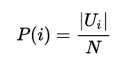 P(i) = |U_i| / N